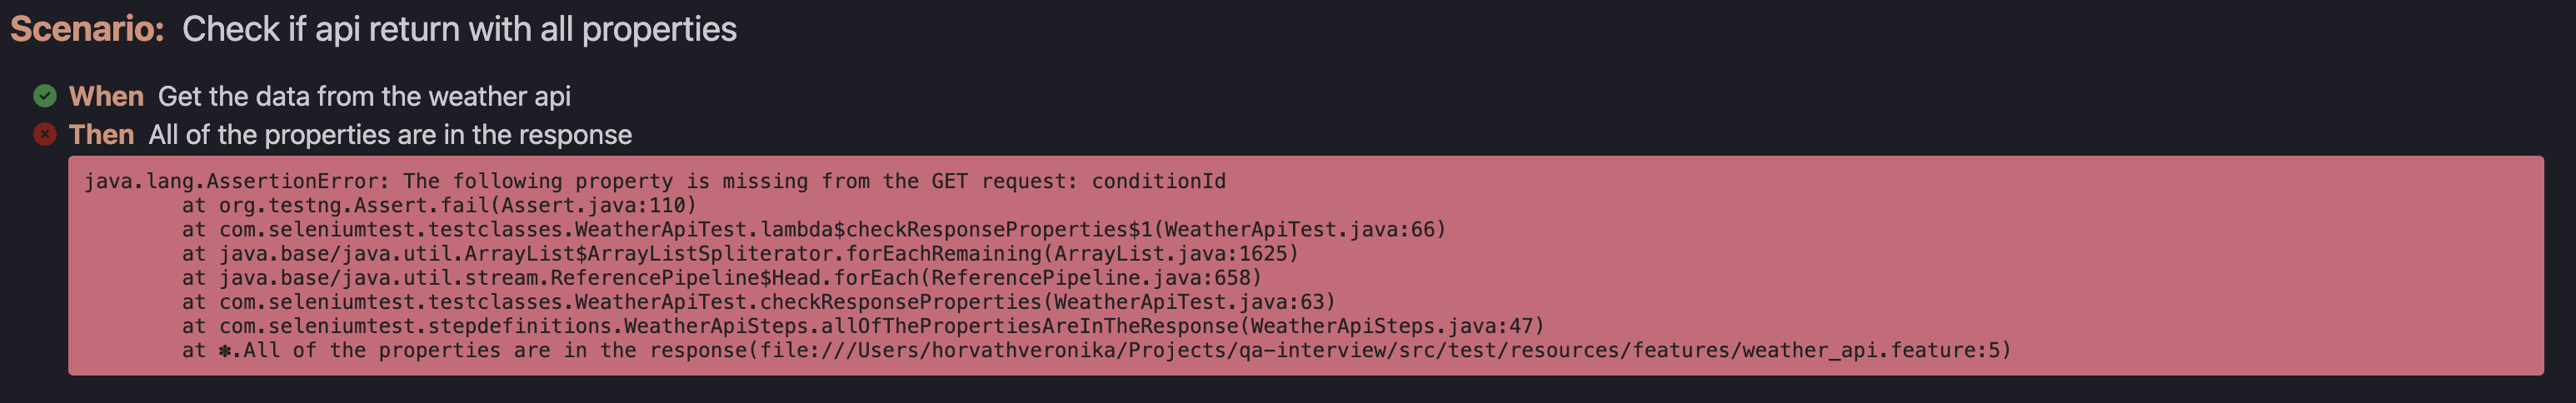 Scenario: Check if api return with all properties
When Get the data from the weather api
Then All of the properties are in the response
java.lang.AssertionError: The following property is missing from the GET request: conditionId
at org.testng.Assert.fail(Assert.java:110)
at com.seleniumtest.testclasses.WeatherApiTest.lambda$checkResponseProperties$1(WeatherApiTest.java:66)
at java.base/java.util.ArrayList$ArrayListSpliterator.forEachRemaining(ArrayList.java:1625)
at java.base/java.util.stream.ReferencePipeline$Head.forEach(ReferencePipeline.java:658)
at com.seleniumtest.testclasses.WeatherApiTest.checkResponseProperties(WeatherApiTest.java:63)
at com.seleniumtest.stepdefinitions.WeatherApiSteps.allOfThePropertiesAreInTheResponse(WeatherApiSteps.java:47)
at ✽.All of the properties are in the response(file:///Users/horvathveronika/Projects/qa-interview/src/test/resources/features/weather_api.feature:5)